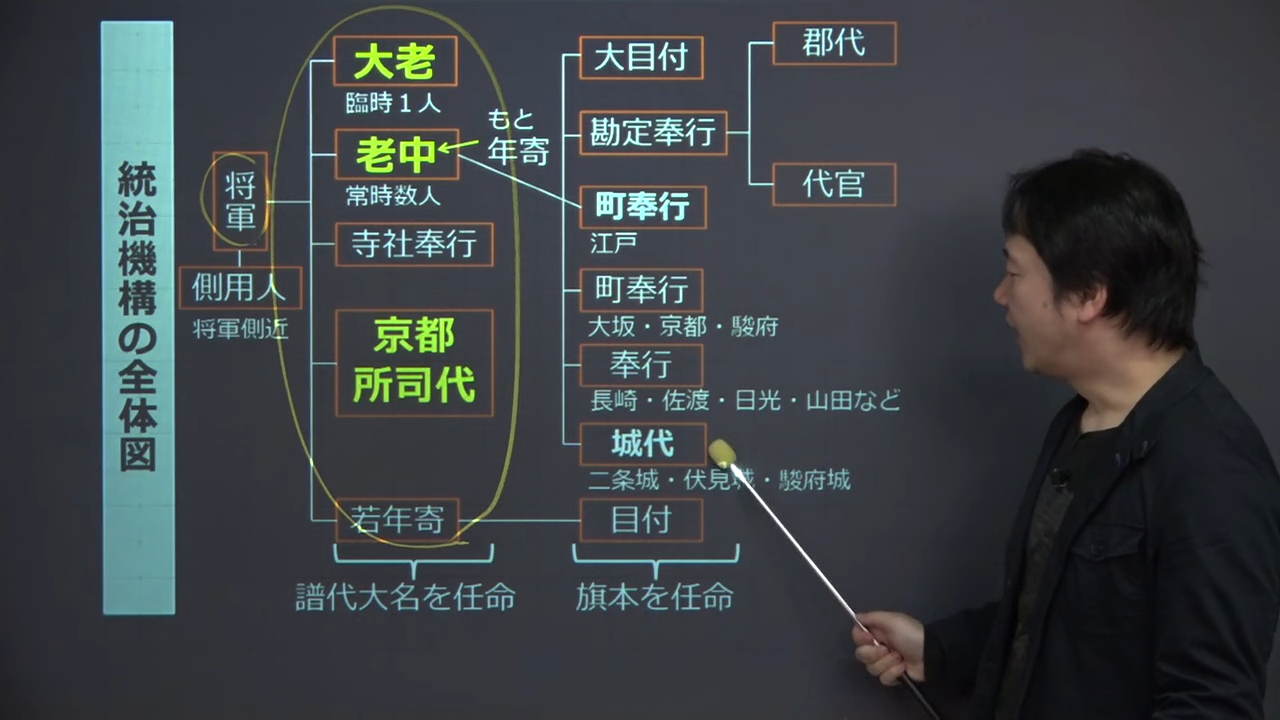 統治機構の全体図
将軍
側用人
将軍側近
大老
臨時１人
老中
常時数人
もと
年寄
寺社奉行
京都
所司代
若年寄
譜代大名を任命
大目付
勘定奉行
町奉行
江戸
町奉行
大坂・京都・駿府
奉行
長崎・佐渡・日光・山田など
城代
二条城・伏見城・駿府城
目付
旗本を任命
郡代
代官